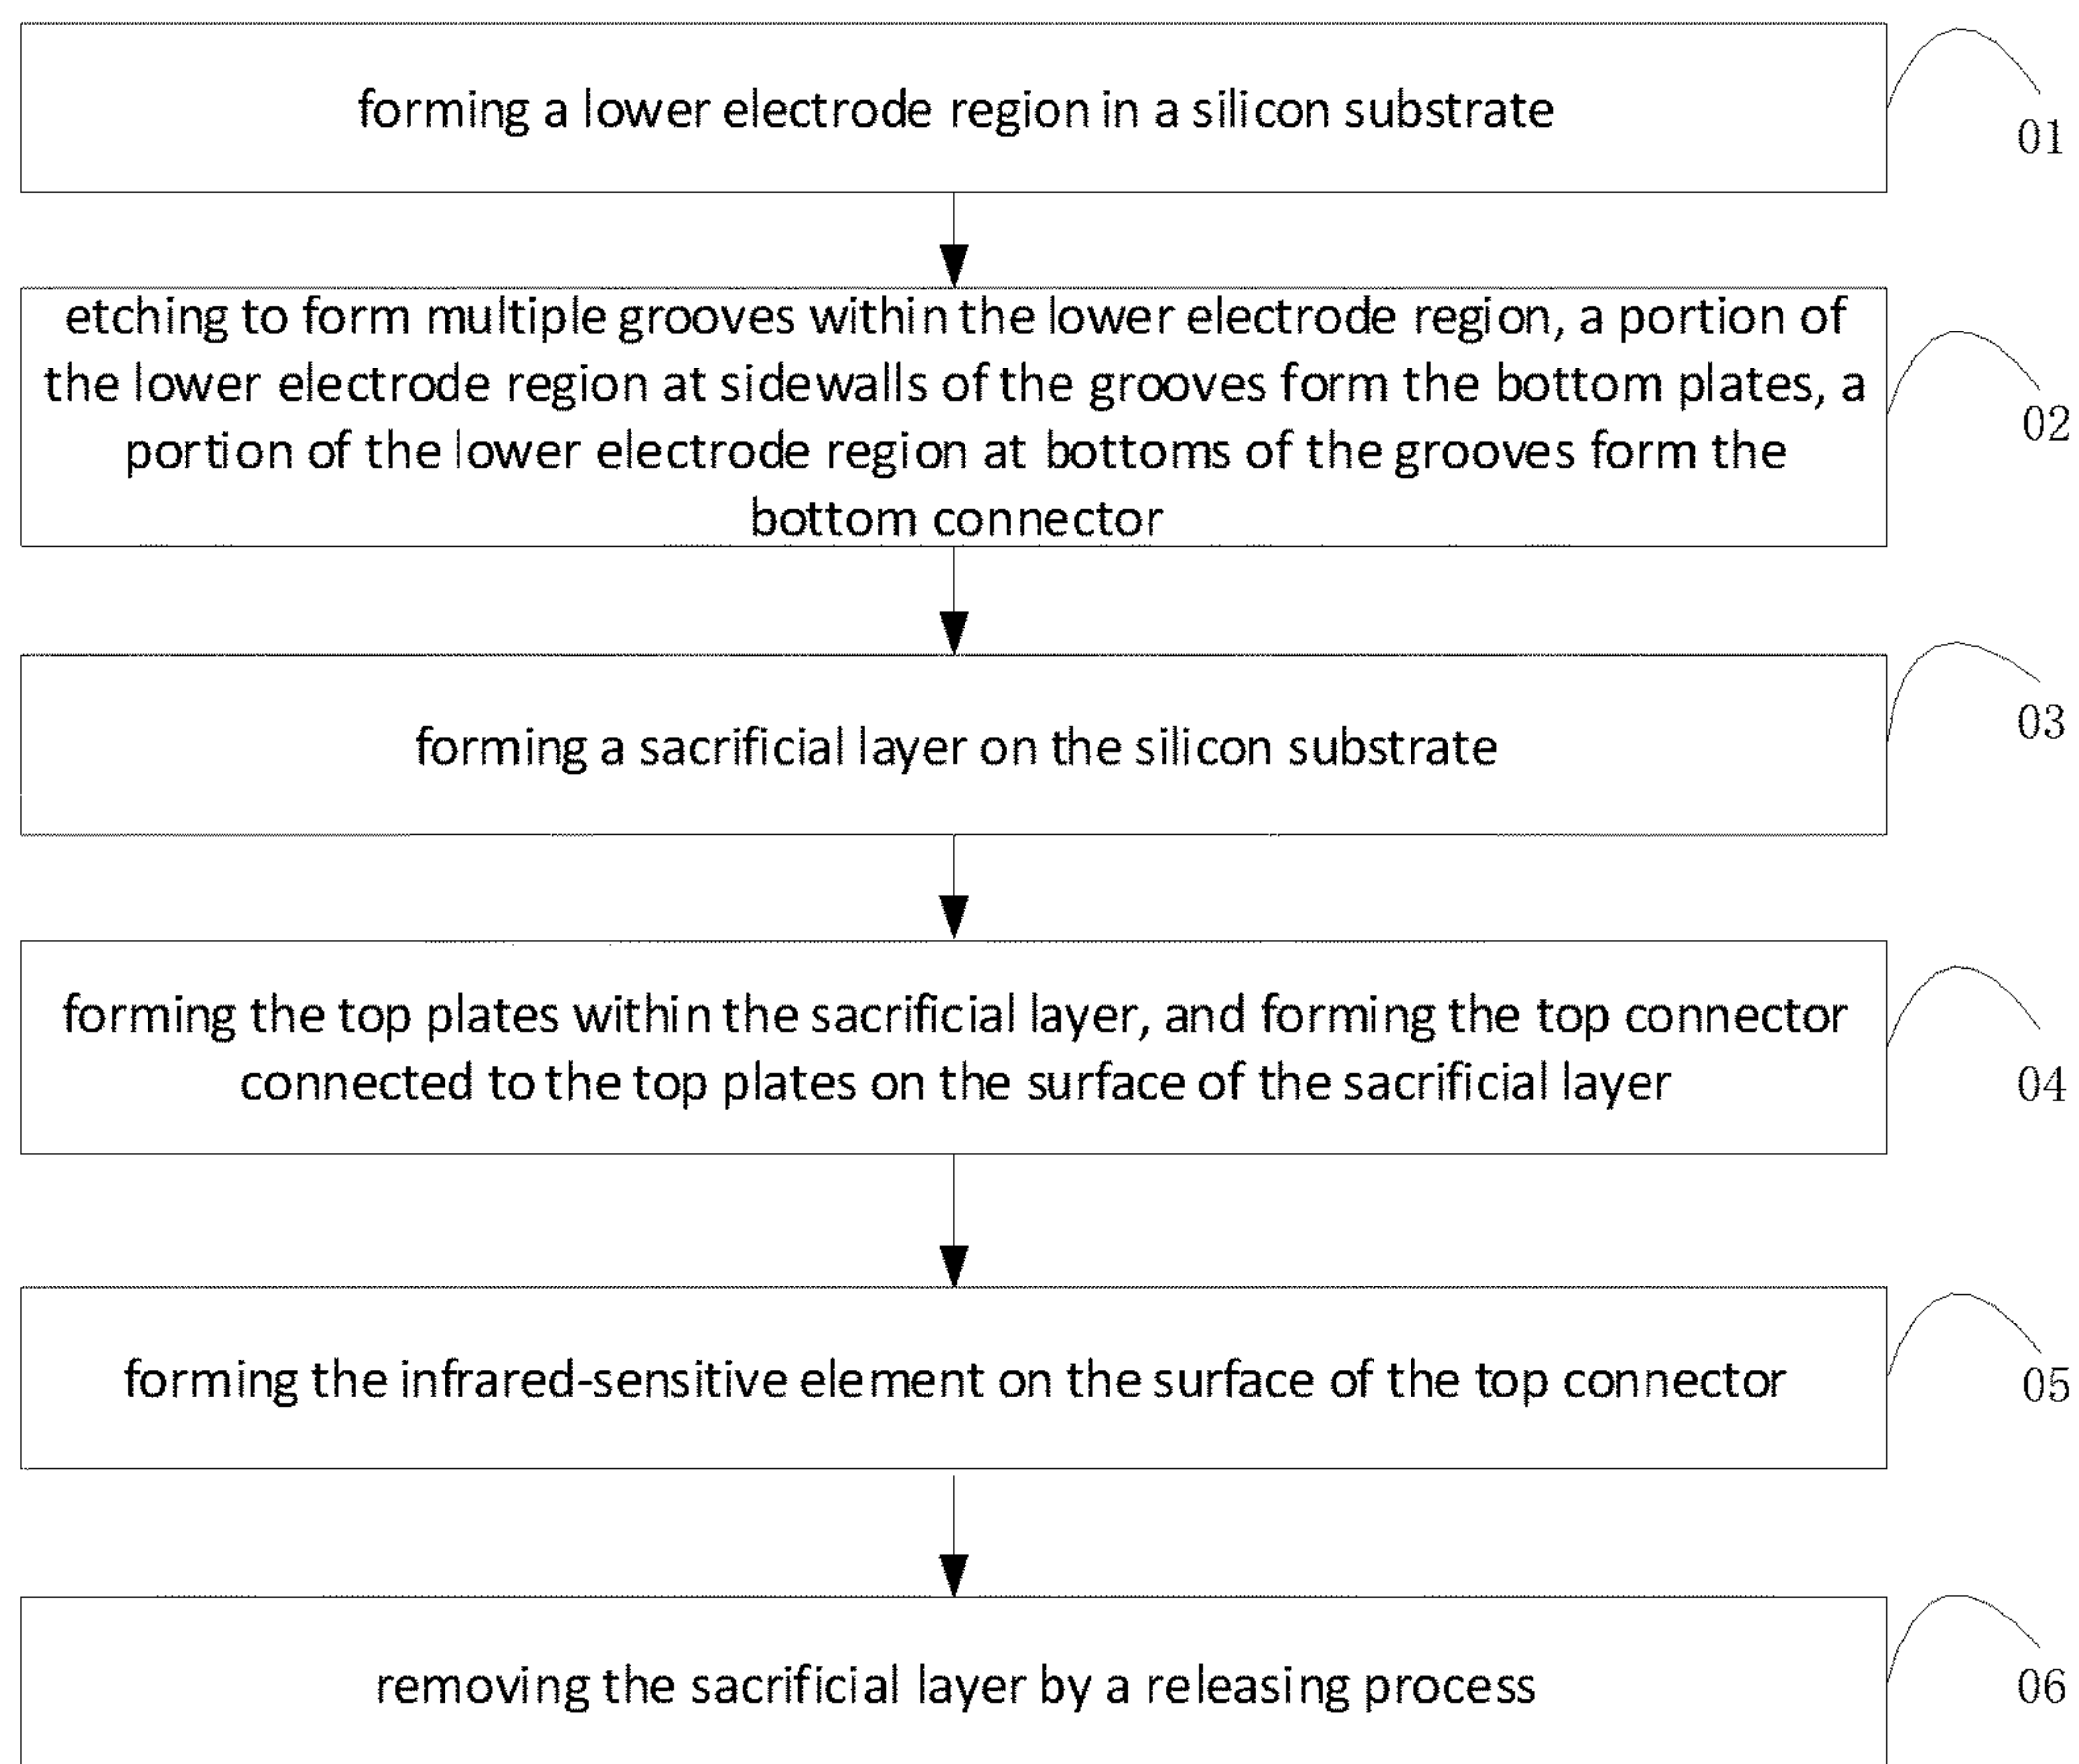 forming a lower electrode region in a silicon substrate
01
etching to form multiple grooves within the lower electrode region, a portion of
the lower electrode region at sidewalls of the grooves form the bottom plates, a
portion of the lower electrode region at bottoms of the grooves form the
bottom connector
02
forming a sacrificial layer on the silicon substrate
03
forming the top plates within the sacrificial layer, and forming the top connector
connected to the top plates on the surface of the sacrificial layer
04
forming the infrared-sensitive element on the surface of the top connector
05
removing the sacrificial layer by a releasing process
06